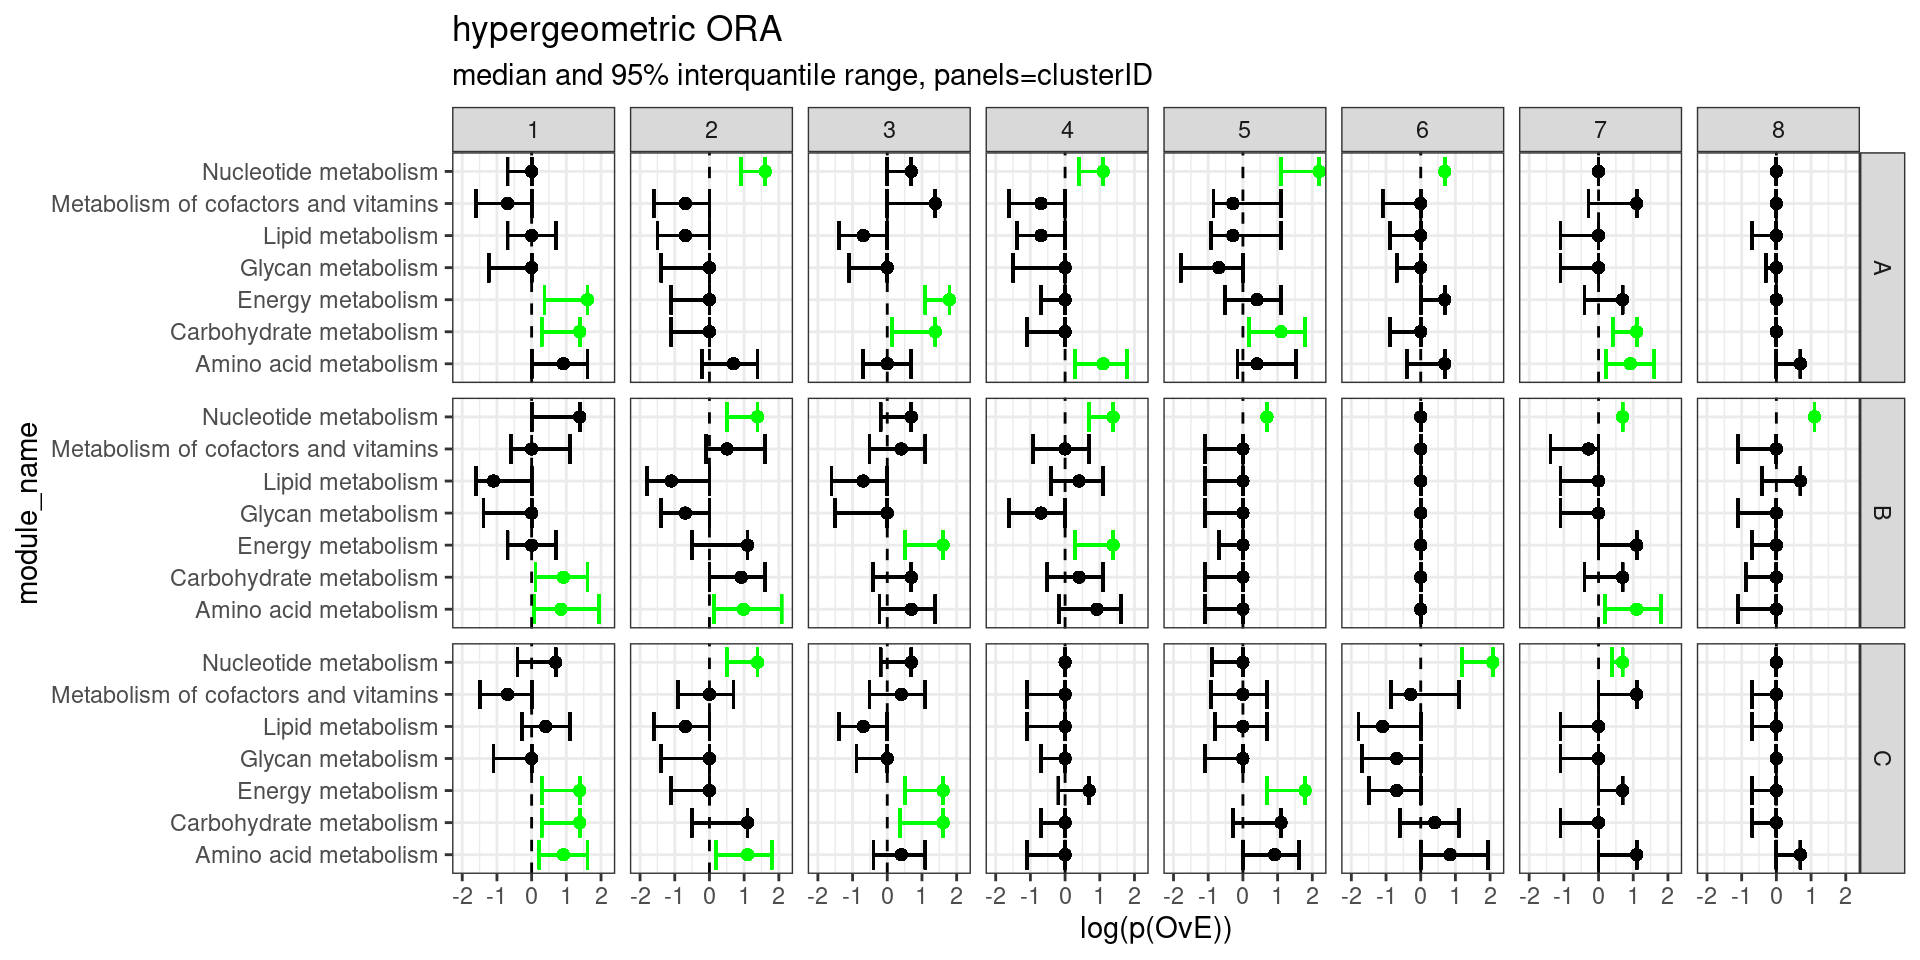 hypergeometric ORA
median and 95% interquantile range, panels=clusterID
1 2 3 4 5 6 7 8
Nucleotide metabolism
Metabolism of cofactors and vitamins
Lipid metabolism
Glycan metabolism
Energy metabolism
Carbohydrate metabolism
Amino acid metabolism
A
Nucleotide metabolism
Metabolism of cofactors and vitamins
Lipid metabolism
Glycan metabolism
Energy metabolism
Carbohydrate metabolism
Amino acid metabolism
B
Nucleotide metabolism
Metabolism of cofactors and vitamins
Lipid metabolism
Glycan metabolism
Energy metabolism
Carbohydrate metabolism
Amino acid metabolism
C
module_name
-2 -1 0 1 2 -2 -1 0 1 2 -2 -1 0 1 2 -2 -1 0 1 2 -2 -1 0 1 2 -2 -1 0 1 2 -2 -1 0 1 2 -2 -1 0 1 2
log(p(OvE))